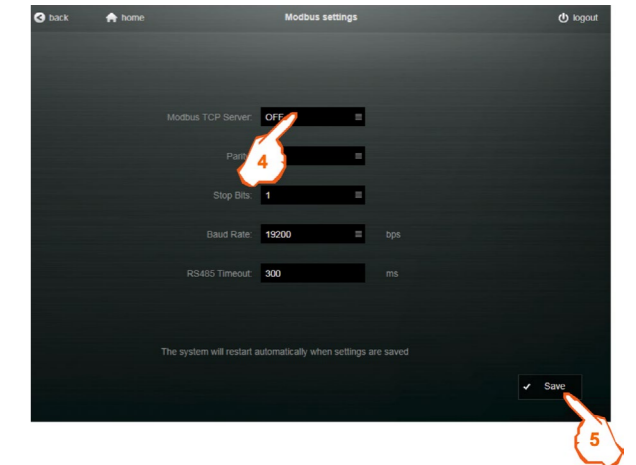 back home Modbus settings logout
Modbus TCP Server: OFF
4
Stop Bits: 1
Baud Rate: 19200 bps
RS485 Timeout: 300 ms
The system will restart automatically when settings are saved
Save
5